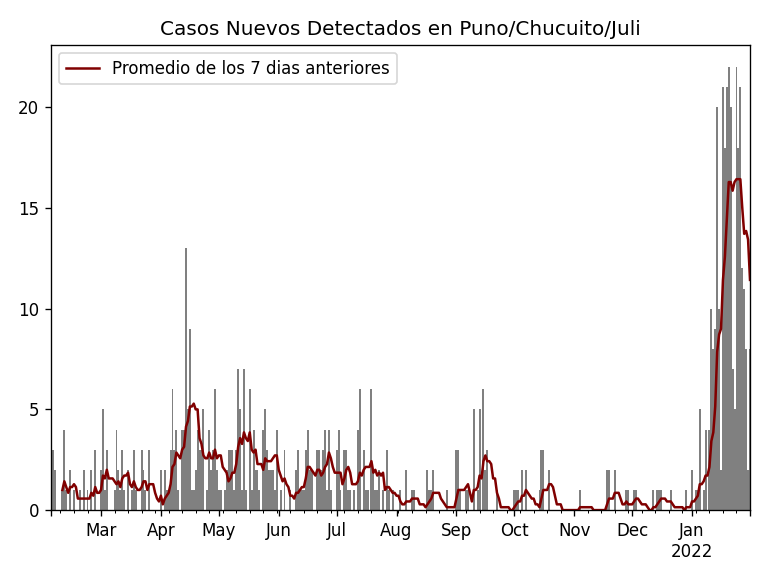 Casos Nuevos Detectados en Puno/Chucuito/Juli
Promedio de los 7 dias anteriores
20
15
10
5
0
Mar Apr May Jun Jul Aug Sep Oct Nov Dec Jan
2022